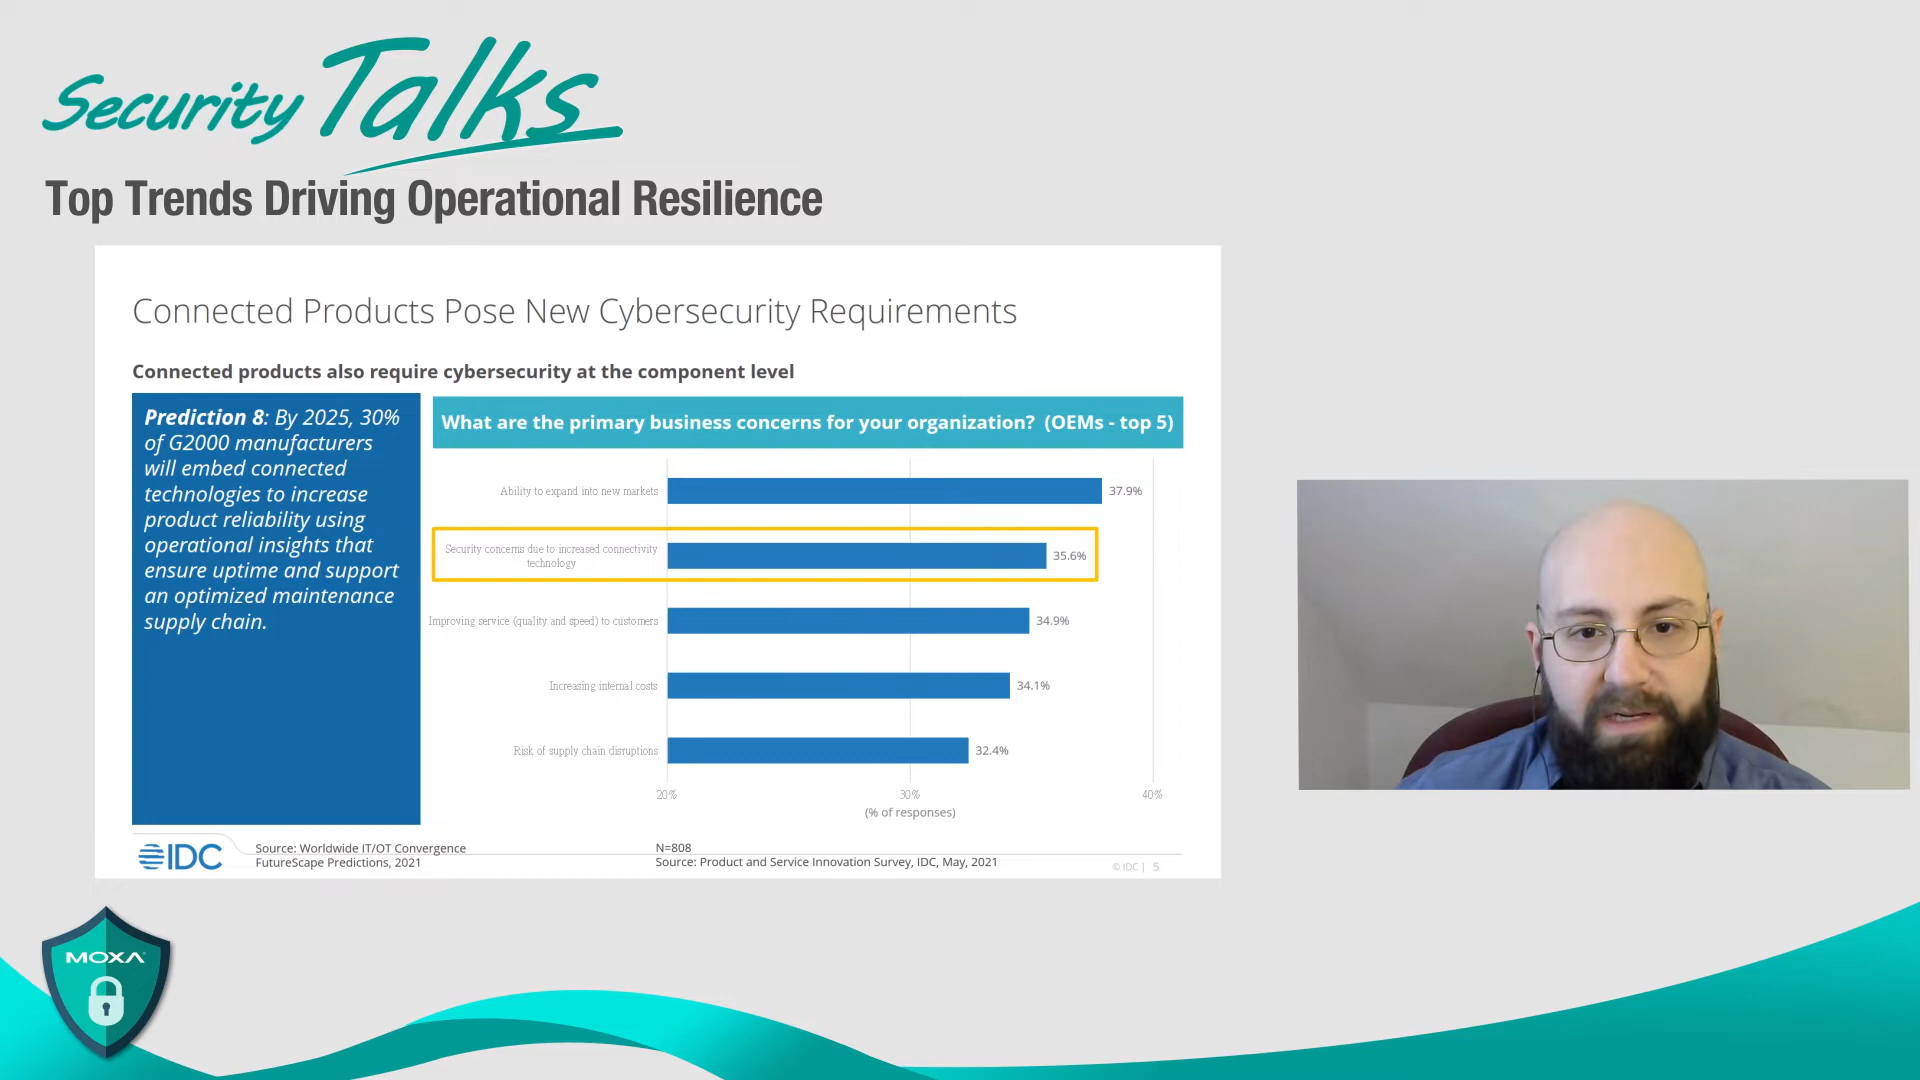 Security Talks
Top Trends Driving Operational Resilience
Connected Products Pose New Cybersecurity Requirements
Connected products also require cybersecurity at the component level
Prediction 8: By 2025, 30%
of G2000 manufacturers
will embed connected
technologies to increase
product reliability using
operational insights that
ensure uptime and support
an optimized maintenance
supply chain.
What are the primary business concerns for your organization? (OEMs - top 5)
Ability to expand into new markets
37.9%
Security concerns due to increased connectivity
technology
35.6%
Improving service (quality and speed) to customers
34.9%
Increasing internal costs
34.1%
Risk of supply chain disruptions
32.4%
20%
30%
40%
(% of responses)
IDC
Source: Worldwide IT/OT Convergence
FutureScape Predictions, 2021
N=808
Source: Product and Service Innovation Survey, IDC, May, 2021
© IDC | 5
MOXA